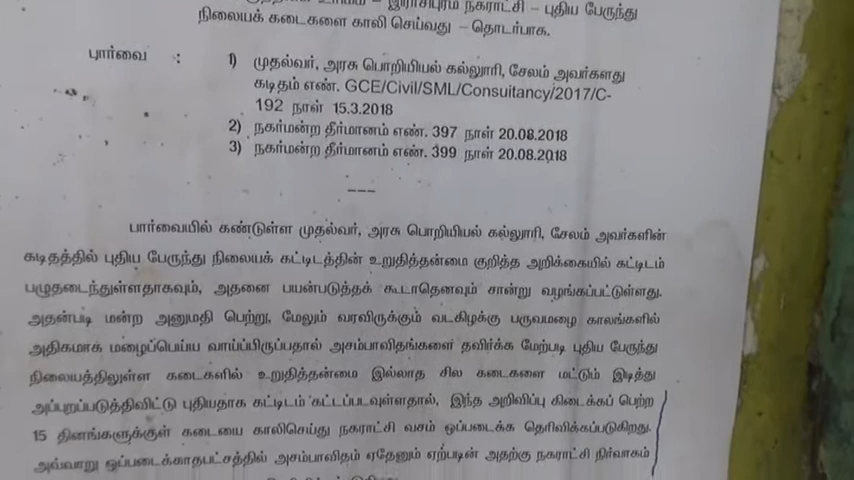 இராசிபுரம் நகராட்சி – புதிய பேருந்து
நிலையக் கடைகளை காலி செய்வது – தொடர்பாக.
பார்வை : 1) முதல்வர், அரசு பொறியியல் கல்லூரி, சேலம் அவர்களது
கடிதம் எண். GCE/Civil/SML/Consuitancy/2017/C-
192 நாள் 15.3.2018
2) நகர்மன்ற தீர்மானம் எண். 397 நாள் 20.08.2018
3) நகர்மன்ற தீர்மானம் எண். 399 நாள் 20.08.2018
பார்வையில் கண்டுள்ள முதல்வர், அரசு பொறியியல் கல்லூரி, சேலம் அவர்களின்
கடிதத்தில் புதிய பேருந்து நிலையக் கட்டிடத்தின் உறுதித்தன்மை குறித்த அறிக்கையில் கட்டிடம்
பழுதடைந்துள்ளதாகவும், அதனை பயன்படுத்தக் கூடாதெனவும் சான்று வழங்கப்பட்டுள்ளது.
அதன்படி மன்ற அனுமதி பெற்று, மேலும் வரவிருக்கும் வடகிழக்கு பருவமழை காலங்களில்
அதிகமாக மழைப்பெய்ய வாய்ப்பிருப்பதால் அசம்பாவிதங்களை தவிர்க்க மேற்படி புதிய பேருந்து
நிலையத்திலுள்ள கடைகளில் உறுதித்தன்மை இல்லாத சில கடைகளை மட்டும் இடித்து
அப்புறப்படுத்திவிட்டு புதியதாக கட்டிடம் கட்டப்படவுள்ளதால், இந்த அறிவிப்பு கிடைக்கப் பெற்ற
15 தினங்களுக்குள் கடையை காலிசெய்து நகராட்சி வசம் ஒப்படைக்க தெரிவிக்கப்படுகிறது.
அவ்வாறு ஒப்படைக்காதபட்சத்தில் அசம்பாவிதம் ஏதேனும் ஏற்படின் அதற்கு நகராட்சி நிர்வாகம்